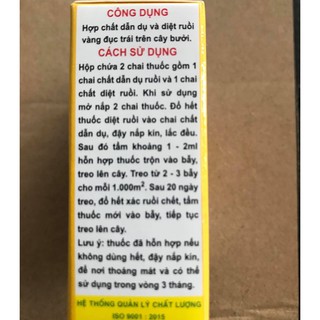 CÔNG DỤNG
Hợp chất dẫn dụ và diệt ruồi
vàng đục trái trên cây bưởi.
CÁCH SỬ DỤNG
Hộp chứa 2 chai thuốc gồm 1
chai chất dẫn dụ ruồi và 1 chai
chất diệt ruồi. Khi sử dụng
mở nắp 2 chai thuốc. Đổ hết
thuốc diệt ruồi vào chai chất
dẫn dụ, đậy nắp kín, lắc đều.
Sau đó tẩm khoảng 1 - 2ml
hỗn hợp thuốc trộn vào bẫy,
treo lên cây. Treo từ 2 - 3 bẫy
cho mỗi 1.000m². Sau 20 ngày
treo, đổ hết xác ruồi chết, tẩm
thuốc mới vào bẫy, tiếp tục
treo lên cây.
Lưu ý: thuốc đã hỗn hợp nếu
không dùng hết, đậy nắp kín,
để nơi thoáng mát và có thể
sử dụng trong vòng 3 tháng.
HỆ THỐNG QUẢN LÝ CHẤT LƯỢNG
ISO 9001 : 2015